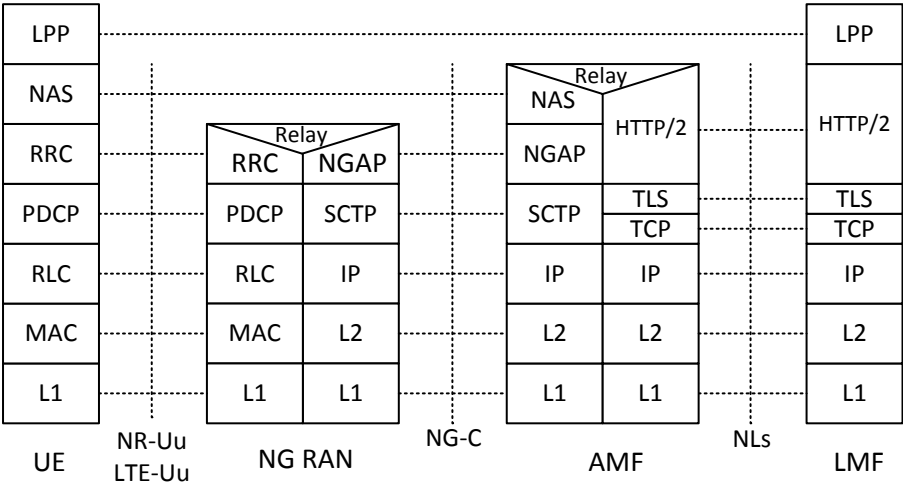 LPP LPP
Relay
NAS NAS HTTP/2 HTTP/2
Relay
RRC RRC NGAP NGAP
PDCP PDCP SCTP SCTP TLS TLS
TCP TCP
RLC RLC IP IP IP IP
MAC MAC L2 L2 L2 L2
L1 L1 L1 L1 L1 L1
NR-Uu NG-C NLs
LTE-Uu
UE NG RAN AMF LMF